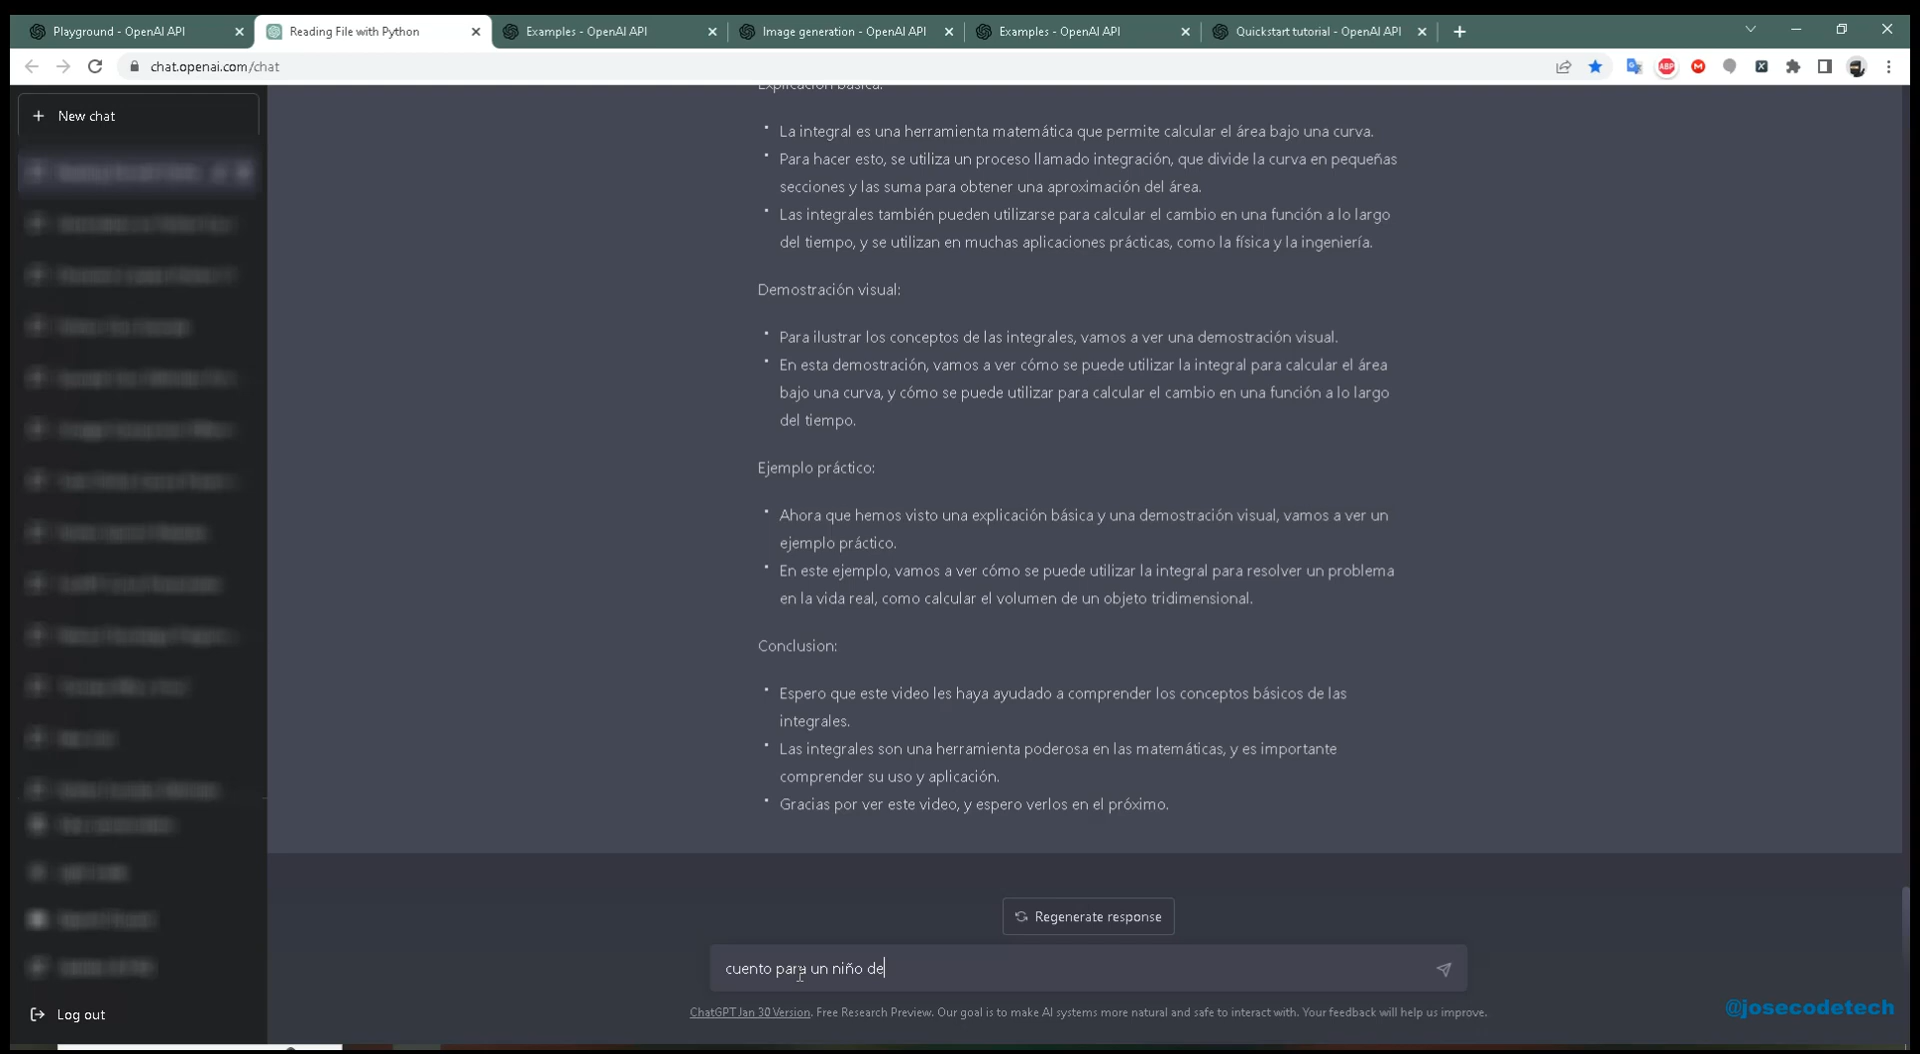 Playground - OpenAI API
Reading File with Python
Examples - OpenAI API
Image generation - OpenAI API
Examples - OpenAI API
Quickstart tutorial - OpenAI API
chat.openai.com/chat
ABP
New chat
Explicación básica:
• La integral es una herramienta matemática que permite calcular el área bajo una curva.
• Para hacer esto, se utiliza un proceso llamado integración, que divide la curva en pequeñas
secciones y las suma para obtener una aproximación del área.
• Las integrales también pueden utilizarse para calcular el cambio en una función a lo largo
del tiempo, y se utilizan en muchas aplicaciones prácticas, como la física y la ingeniería.
Demostración visual:
• Para ilustrar los conceptos de las integrales, vamos a ver una demostración visual.
• En esta demostración, vamos a ver cómo se puede utilizar la integral para calcular el área
bajo una curva, y cómo se puede utilizar para calcular el cambio en una función a lo largo
del tiempo.
Ejemplo práctico:
• Ahora que hemos visto una explicación básica y una demostración visual, vamos a ver un
ejemplo práctico.
• En este ejemplo, vamos a ver cómo se puede utilizar la integral para resolver un problema
en la vida real, como calcular el volumen de un objeto tridimensional.
Conclusion:
• Espero que este video les haya ayudado a comprender los conceptos básicos de las
integrales.
• Las integrales son una herramienta poderosa en las matemáticas, y es importante
comprender su uso y aplicación.
• Gracias por ver este video, y espero verlos en el próximo.
Regenerate response
cuento para un niño de
ChatGPT Jan 30 Version. Free Research Preview. Our goal is to make AI systems more natural and safe to interact with. Your feedback will help us improve.
Log out
@josecodetech